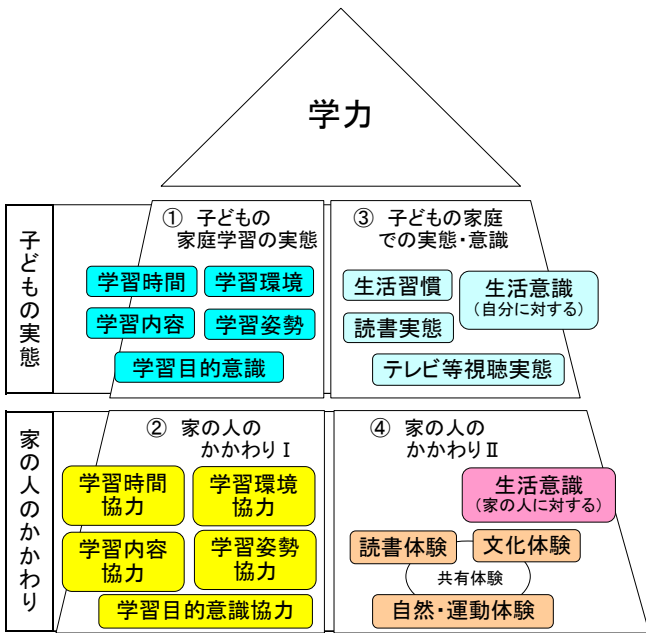 学力
子どもの実態
① 子どもの
家庭学習の実態
学習時間
学習環境
学習内容
学習姿勢
学習目的意識
③ 子どもの家庭
での実態・意識
生活習慣
生活意識
(自分に対する)
読書実態
テレビ等視聴実態
家の人のかかわり
② 家の人の
かかわりⅠ
学習時間
協力
学習環境
協力
学習内容
協力
学習姿勢
協力
学習目的意識協力
④ 家の人の
かかわりⅡ
生活意識
(家の人に対する)
読書体験
文化体験
共有体験
自然・運動体験